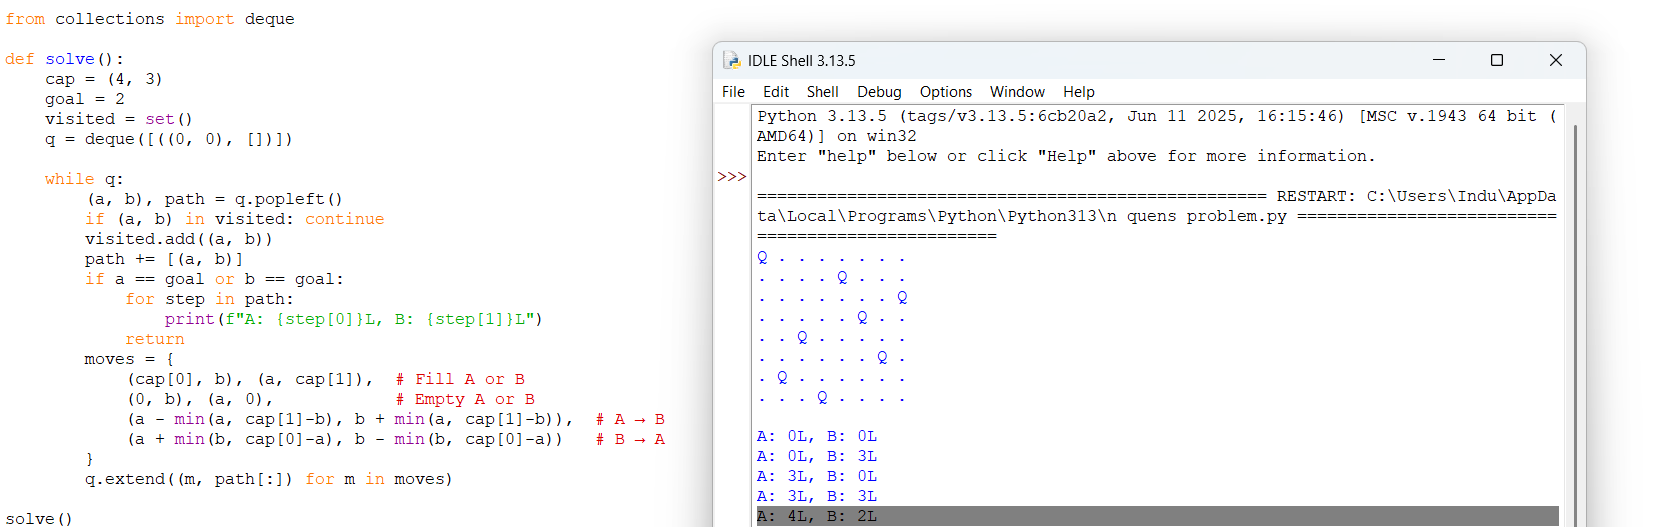 from collections import deque
def solve():
    cap = (4, 3)
    goal = 2
    visited = set()
    q = deque([((0, 0), [])])
    while q:
        (a, b), path = q.popleft()
        if (a, b) in visited: continue
        visited.add((a, b))
        path += [(a, b)]
        if a == goal or b == goal:
            for step in path:
                print(f"A: {step[0]}L, B: {step[1]}L")
            return
        moves = {
            (cap[0], b), (a, cap[1]),  # Fill A or B
            (0, b), (a, 0),            # Empty A or B
            (a - min(a, cap[1]-b), b + min(a, cap[1]-b)),  # A → B
            (a + min(b, cap[0]-a), b - min(b, cap[0]-a))   # B → A
        }
        q.extend((m, path[:]) for m in moves)
solve()
IDLE Shell 3.13.5
File Edit Shell Debug Options Window Help
Python 3.13.5 (tags/v3.13.5:6cb20a2, Jun 11 2025, 16:15:46) [MSC v.1943 64 bit (
AMD64)] on win32
Enter "help" below or click "Help" above for more information.
>>>
=================================================== RESTART: C:\Users\Indu\AppDa
ta\Local\Programs\Python\Python313\n quens problem.py ==========================
========================
Q . . . . . . .
. . . . Q . . .
. . . . . . . Q
. . . . . Q . .
. . Q . . . . .
. . . . . . Q .
. Q . . . . . .
. . . Q . . . .
A: 0L, B: 0L
A: 0L, B: 3L
A: 3L, B: 0L
A: 3L, B: 3L
A: 4L, B: 2L